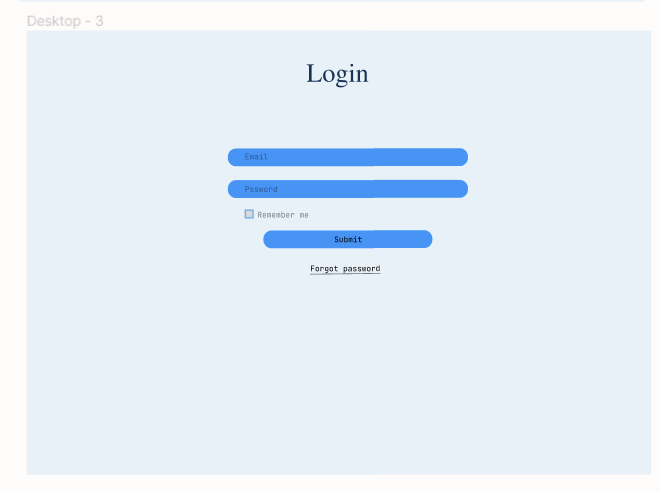 Desktop - 3
Login
Email
Pssword
Remember me
Submit
Forgot password